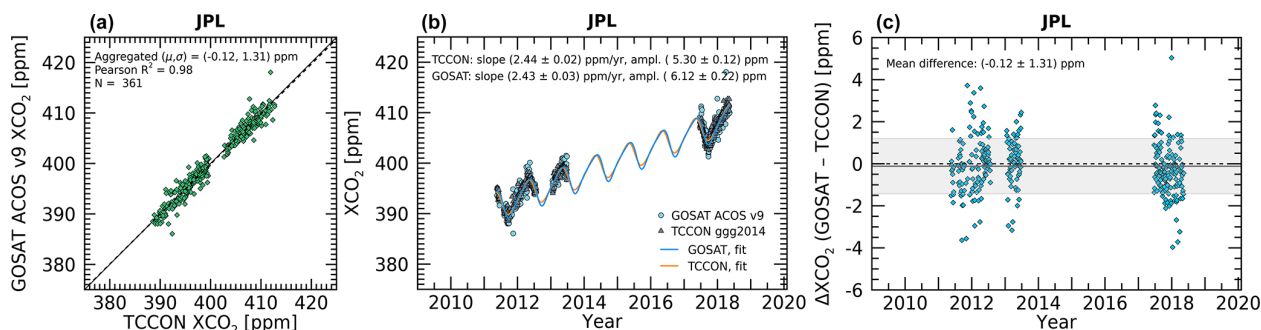 (a) JPL
GOSAT ACOS v9 XCO₂ [ppm]
Aggregated (μ,σ) = (-0.12, 1.31) ppm
Pearson R² = 0.98
N = 361
420
410
400
390
380
380 390 400 410 420
TCCON XCO₂ [ppm]
(b) JPL
XCO₂ [ppm]
TCCON: slope (2.44 ± 0.02) ppm/yr, ampl. ( 5.30 ± 0.12) ppm
GOSAT: slope (2.43 ± 0.03) ppm/yr, ampl. ( 6.12 ± 0.22) ppm
420
410
400
390
380
GOSAT ACOS v9
TCCON ggg2014
GOSAT, fit
TCCON, fit
2010 2012 2014 2016 2018 2020
Year
(c) JPL
ΔXCO₂ (GOSAT − TCCON) [ppm]
Mean difference: (-0.12 ± 1.31) ppm
6
4
2
0
-2
-4
-6
2010 2012 2014 2016 2018 2020
Year